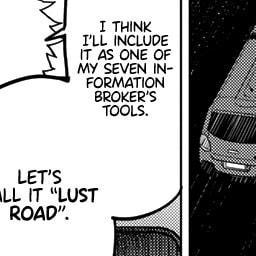 I THINK
I'LL INCLUDE
IT AS ONE OF
MY SEVEN IN-
FORMATION
BROKER'S
TOOLS.
LET'S
ALL IT "LUST
ROAD".